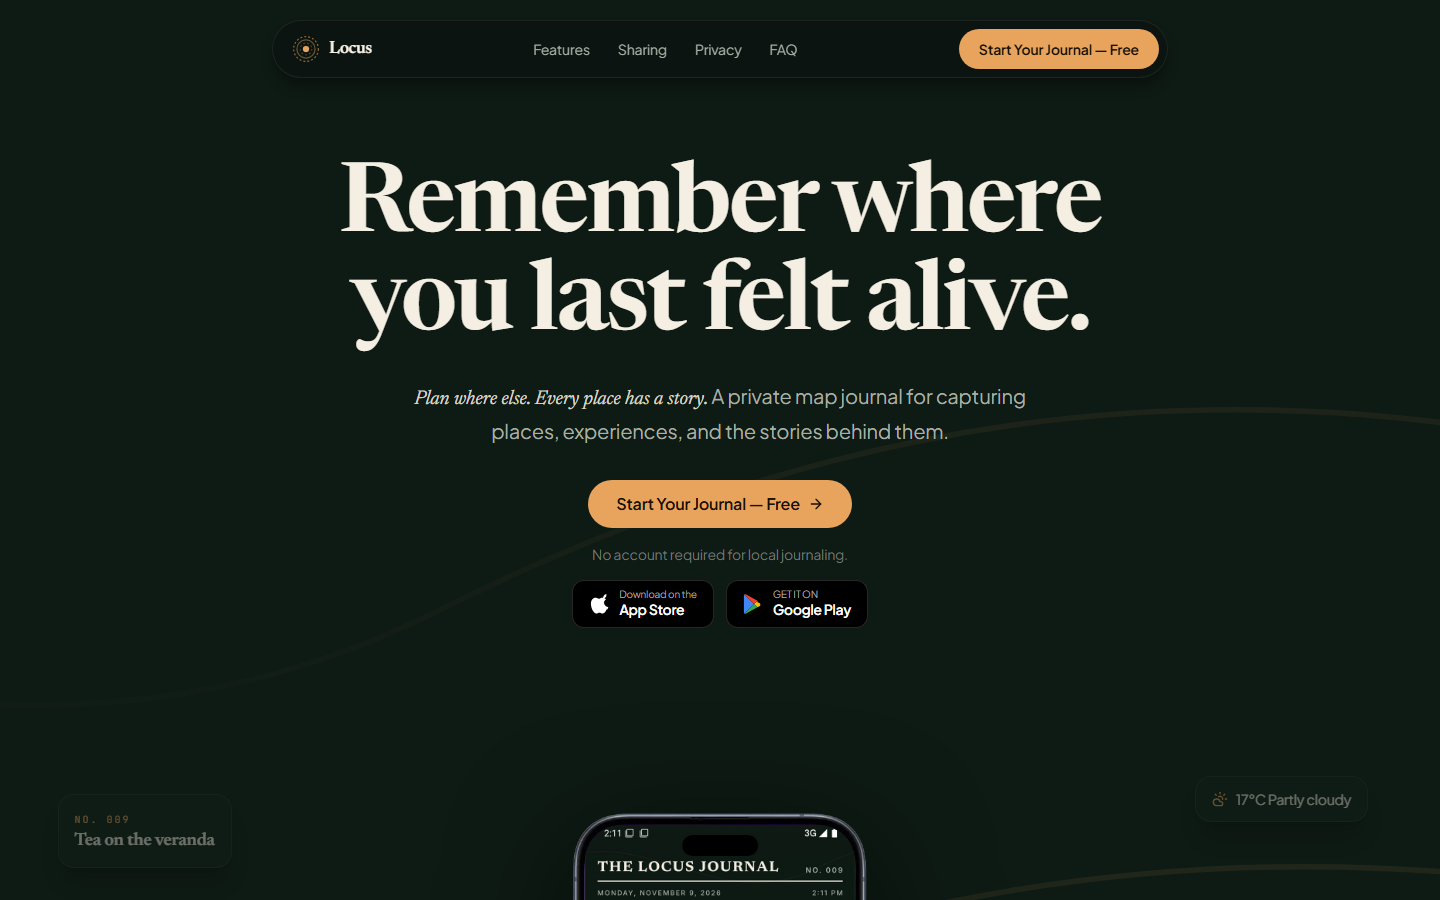 Locus
Features
Sharing
Privacy
FAQ
Start Your Journal — Free
Remember where
you last felt alive.
Plan where else. Every place has a story. A private map journal for capturing
places, experiences, and the stories behind them.
Start Your Journal — Free →
No account required for local journaling.
Download on the
App Store
GET IT ON
Google Play
17°C Partly cloudy
NO. 009
Tea on the veranda
2:11
3G
THE LOCUS JOURNAL
NO. 009
MONDAY, NOVEMBER 9, 2026
2:11 PM